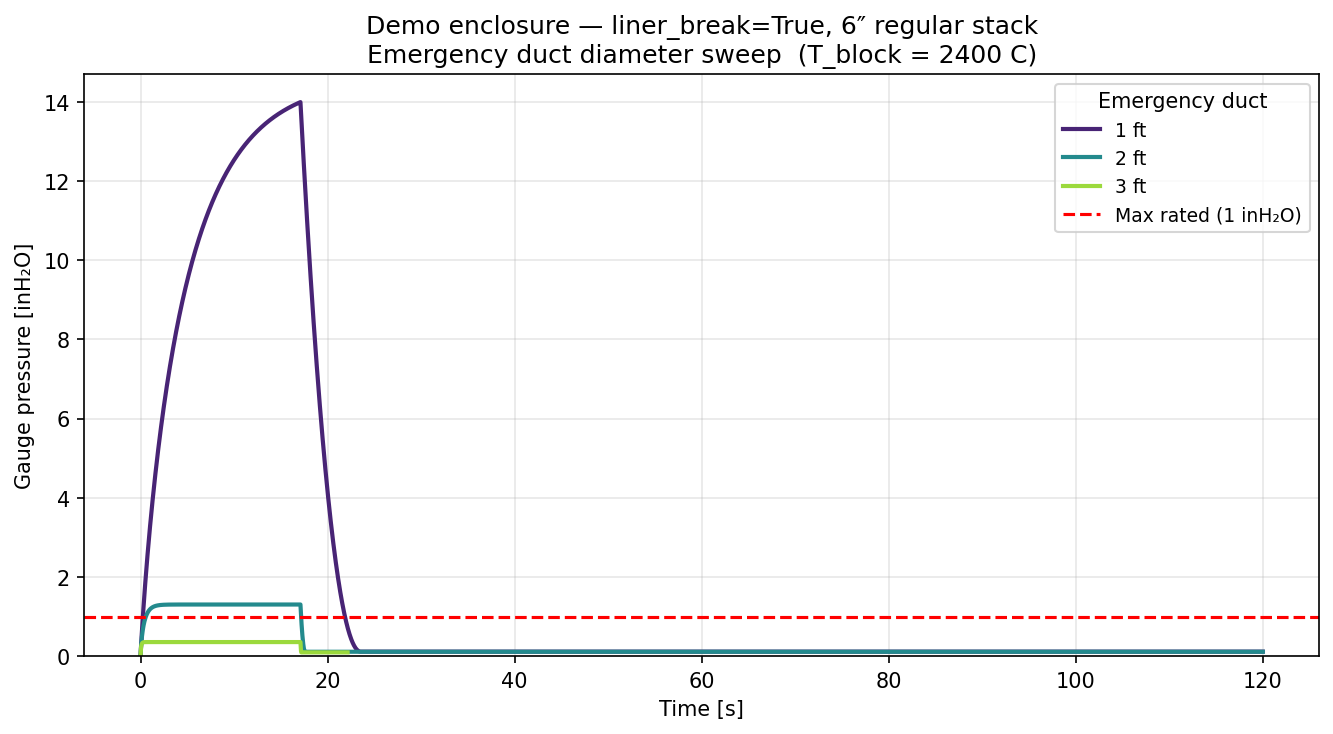 Demo enclosure — liner_break=True, 6″ regular stack
Emergency duct diameter sweep  (T_block = 2400 C)
Gauge pressure [inH₂O]
14
12
10
8
6
4
2
0
0 20 40 60 80 100 120
Time [s]
Emergency duct
1 ft
2 ft
3 ft
Max rated (1 inH₂O)